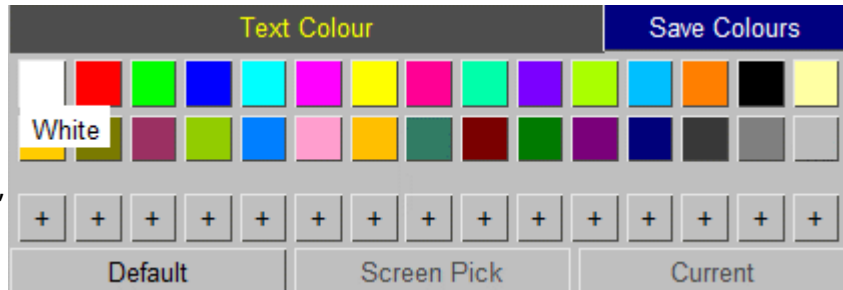 Text Colour Save Colours
White
,
+ + + + + + + + + + + + + + +
Default Screen Pick Current